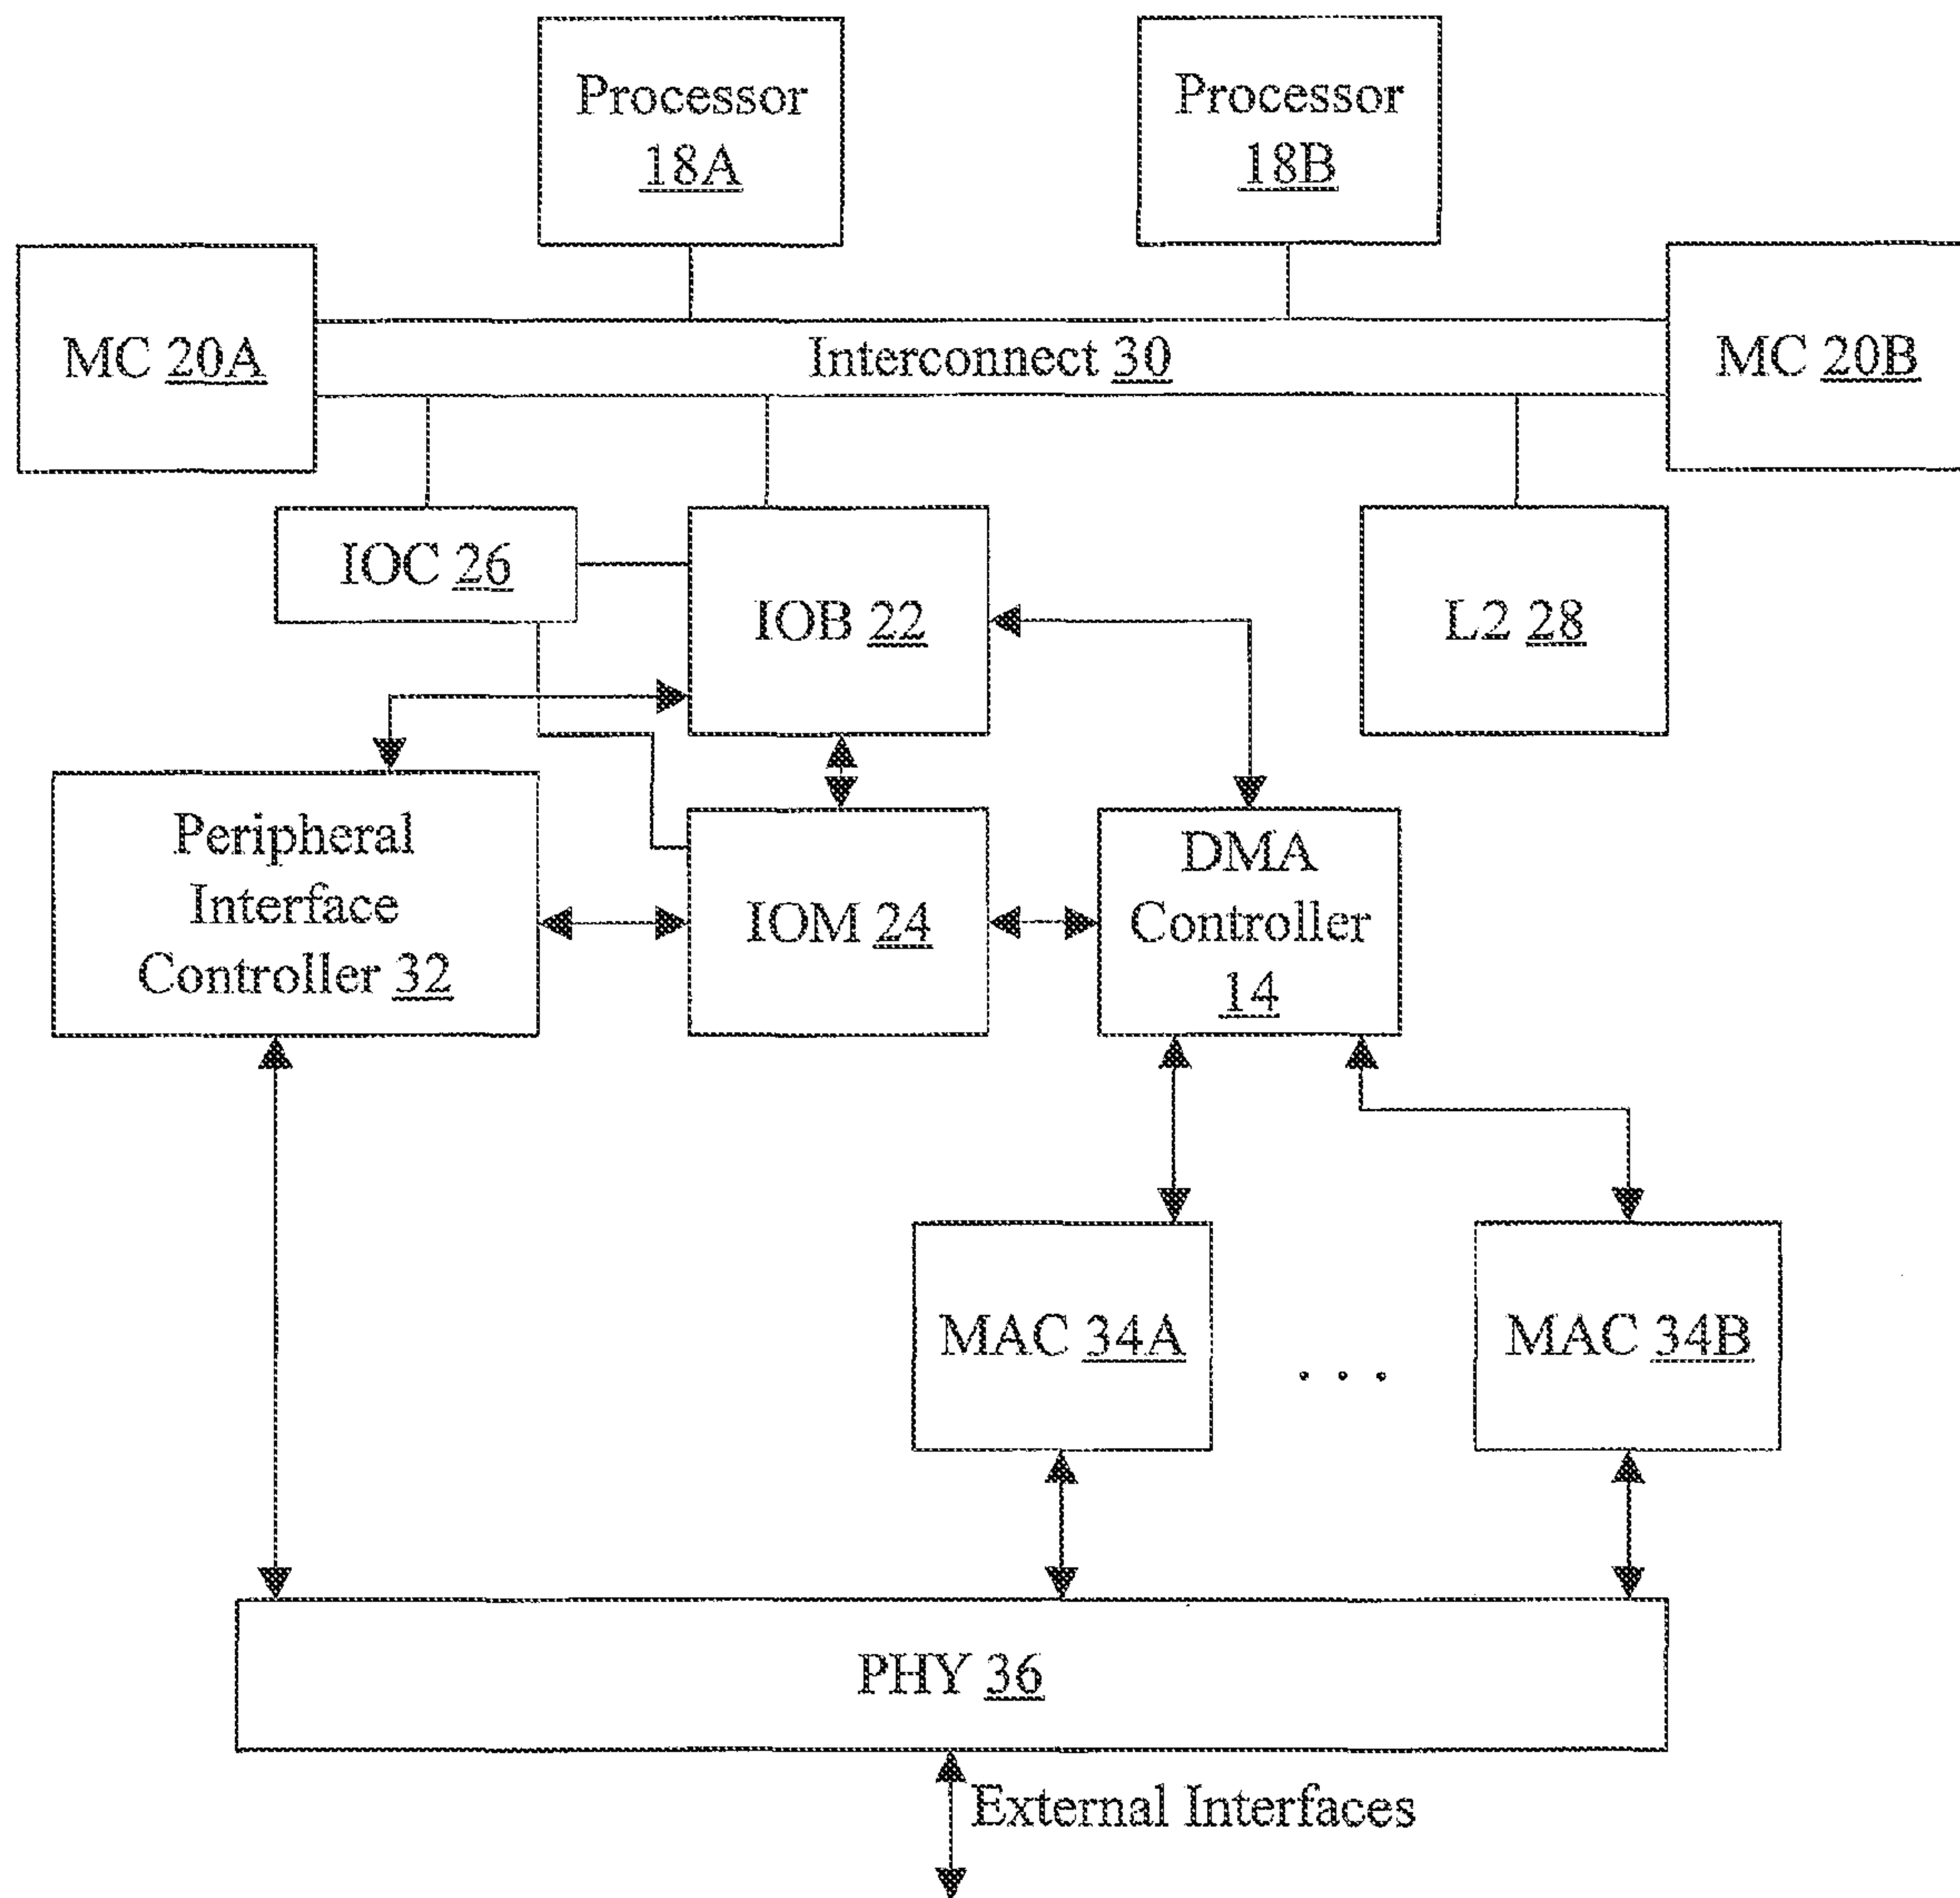 Processor
18A
Processor
18B
MC 20A
Interconnect 30
MC 20B
IOC 26
IOB 22
L2 28
Peripheral
Interface
Controller 32
IOM 24
DMA
Controller
14
MAC 34A
. . .
MAC 34B
PHY 36
External Interfaces